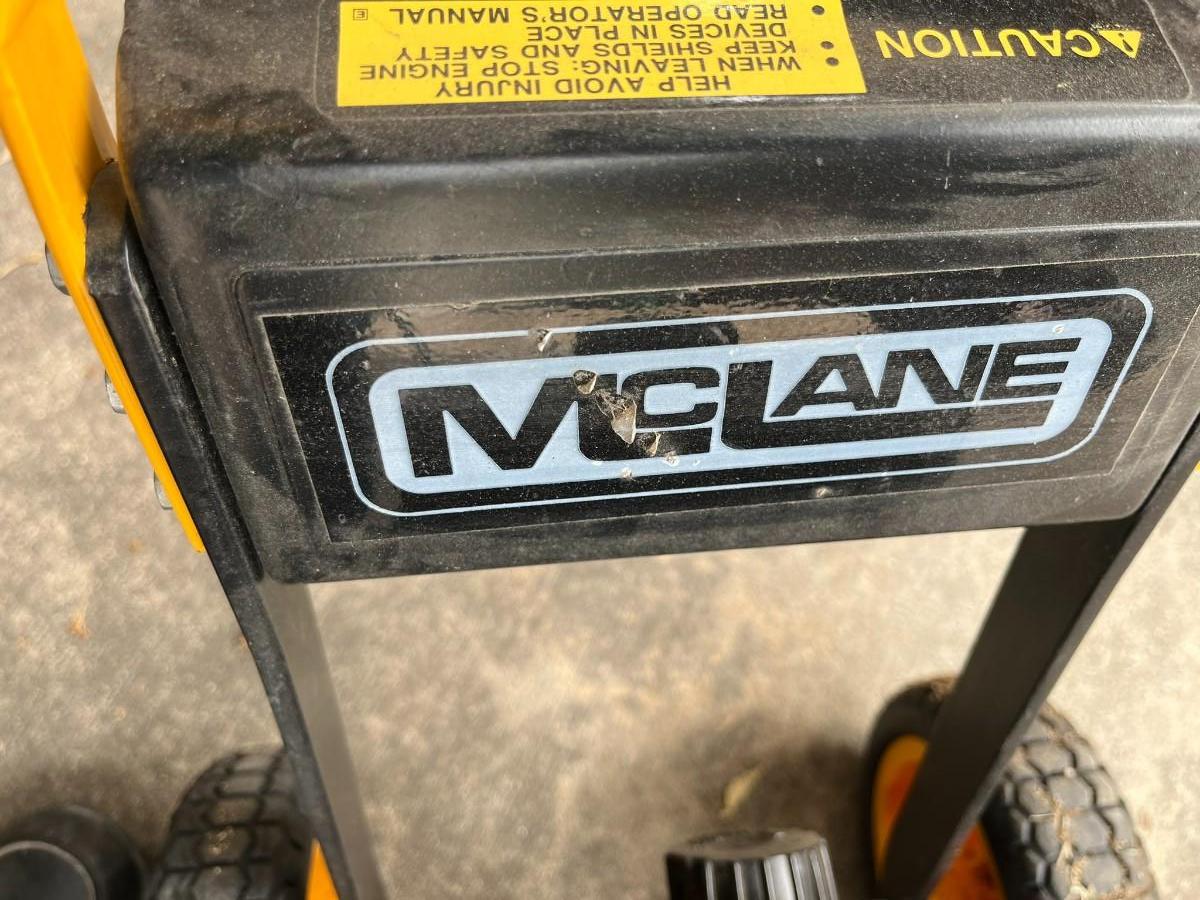 ⚠CAUTION
HELP AVOID INJURY
• WHEN LEAVING: STOP ENGINE
• KEEP SHIELDS AND SAFETY
DEVICES IN PLACE
• READ OPERATOR'S MANUAL
E
MCLANE